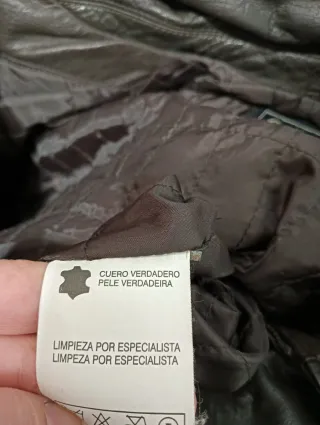 CUERO VERDADERO
PELE VERDADEIRA
LIMPIEZA POR ESPECIALISTA
LIMPEZA POR ESPECIALISTA